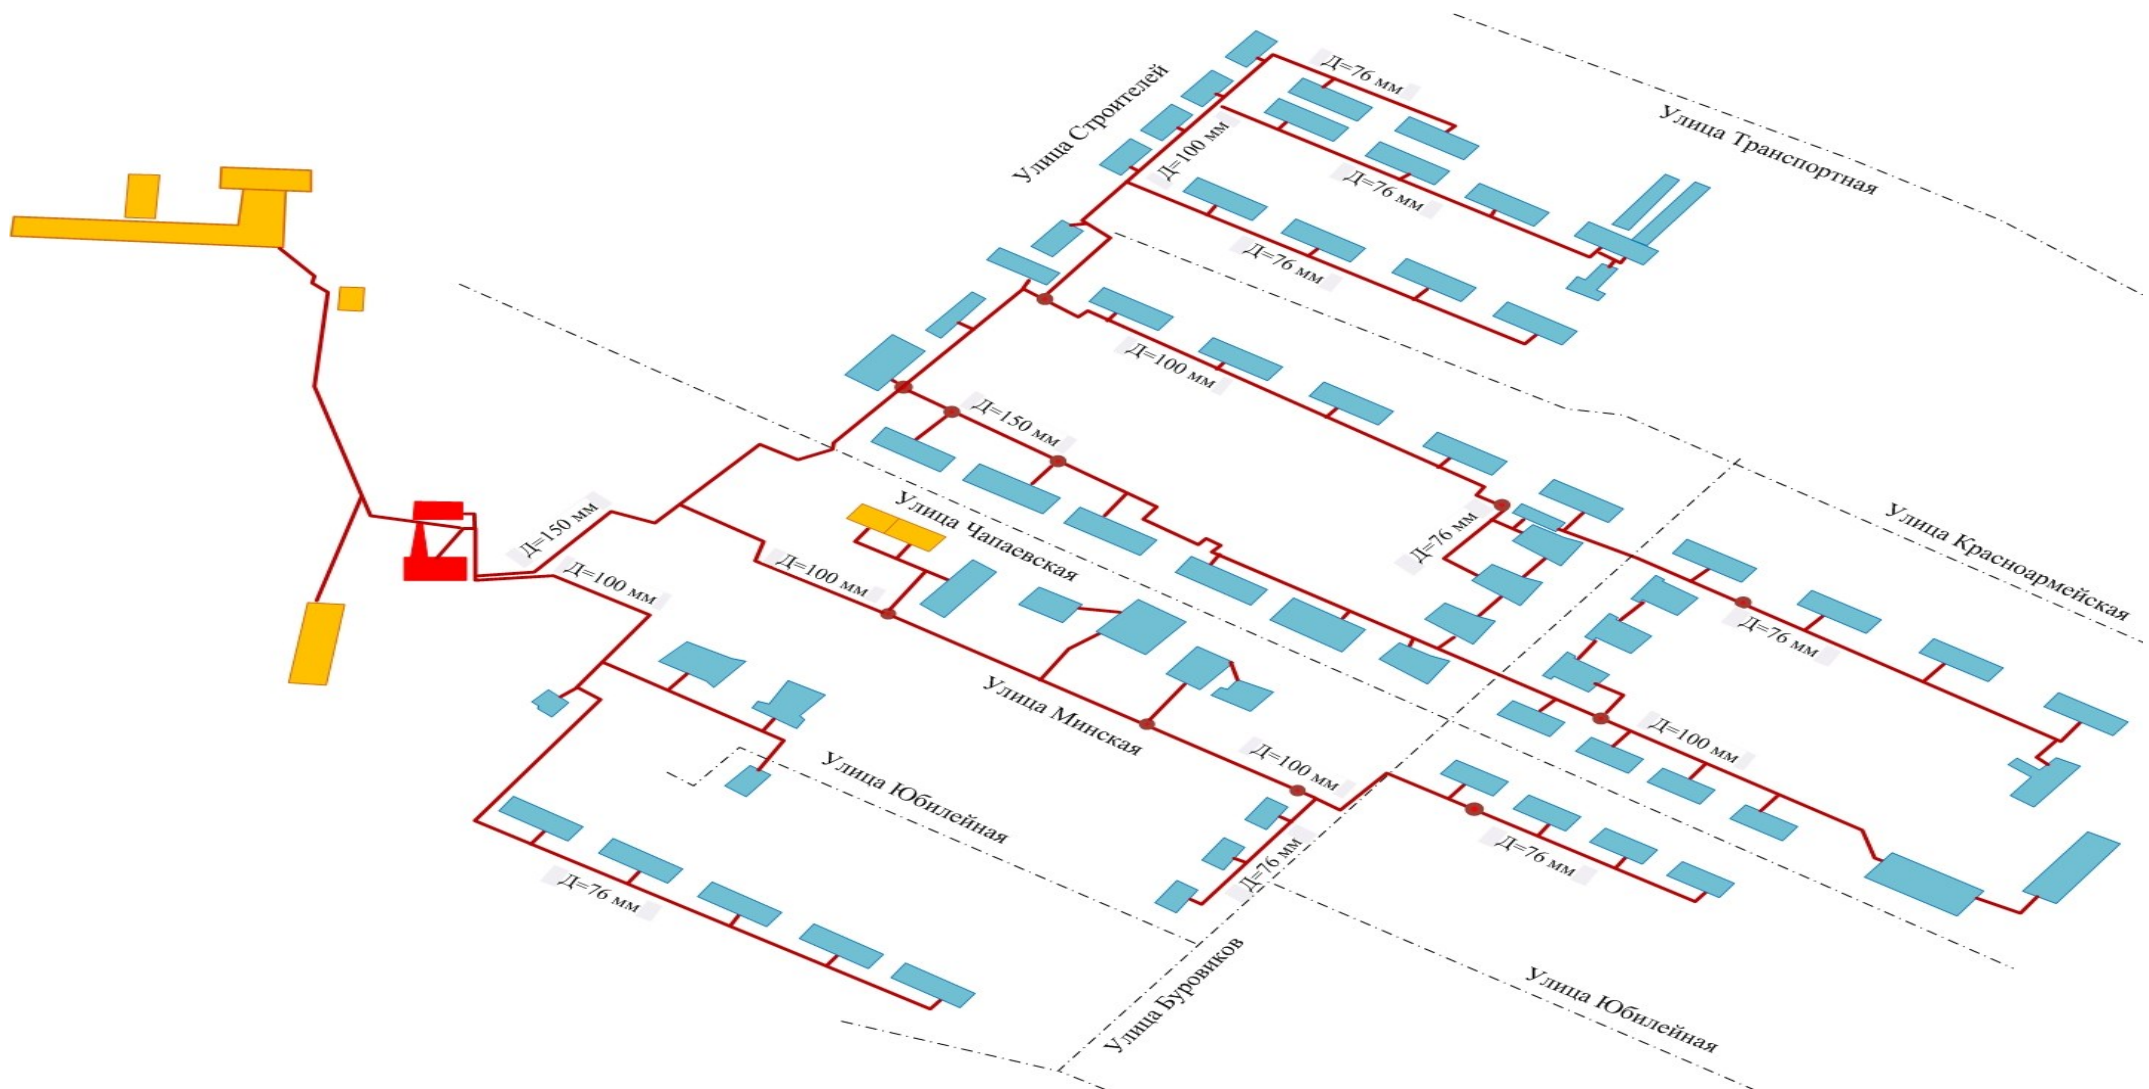 Д=76 мм
Улица Строителей
Улица Транспортная
Д=100 мм
Д=76 мм
Д=76 мм
Д=100 мм
Д=150 мм
Улица Чапаевская
Д=76 мм
Улица Красноармейская
Д=150 мм
Д=100 мм
Д=100 мм
Д=76 мм
Улица Минская
Д=100 мм
Д=100 мм
Улица Юбилейная
Д=76 мм
Д=76 мм
Д=76 мм
Улица Буровиков
Улица Юбилейная